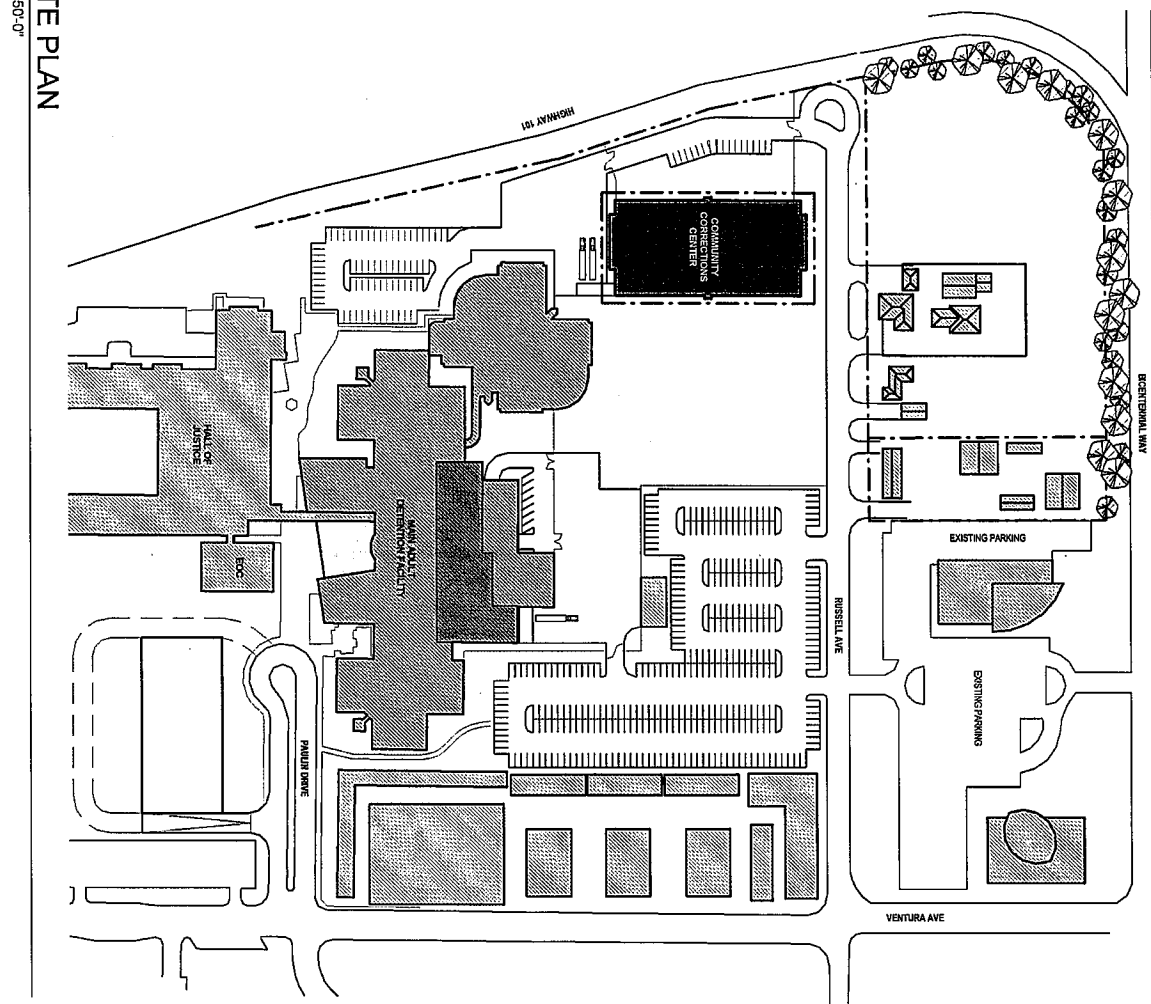 TE PLAN
50'-0"
HIGHWAY 101
COMMUNITY
CORRECTIONS
CENTER
BICENTENNIAL WAY
EXISTING PARKING
RUSSELL AVE
EXISTING PARKING
HALL OF
JUSTICE
MAIN ADULT
DETENTION FACILITY
EOC
PAULIN DRIVE
VENTURA AVE